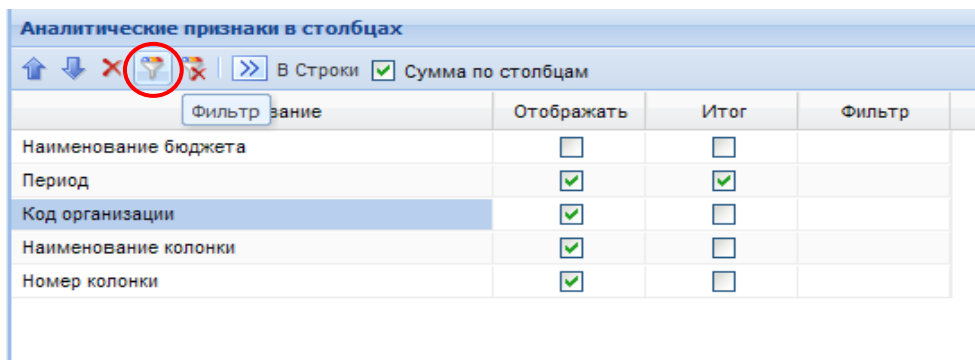 Аналитические признаки в столбцах
В Строки Сумма по столбцам
Фильтр вание Отображать Итог Фильтр
Наименование бюджета
Период
Код организации
Наименование колонки
Номер колонки